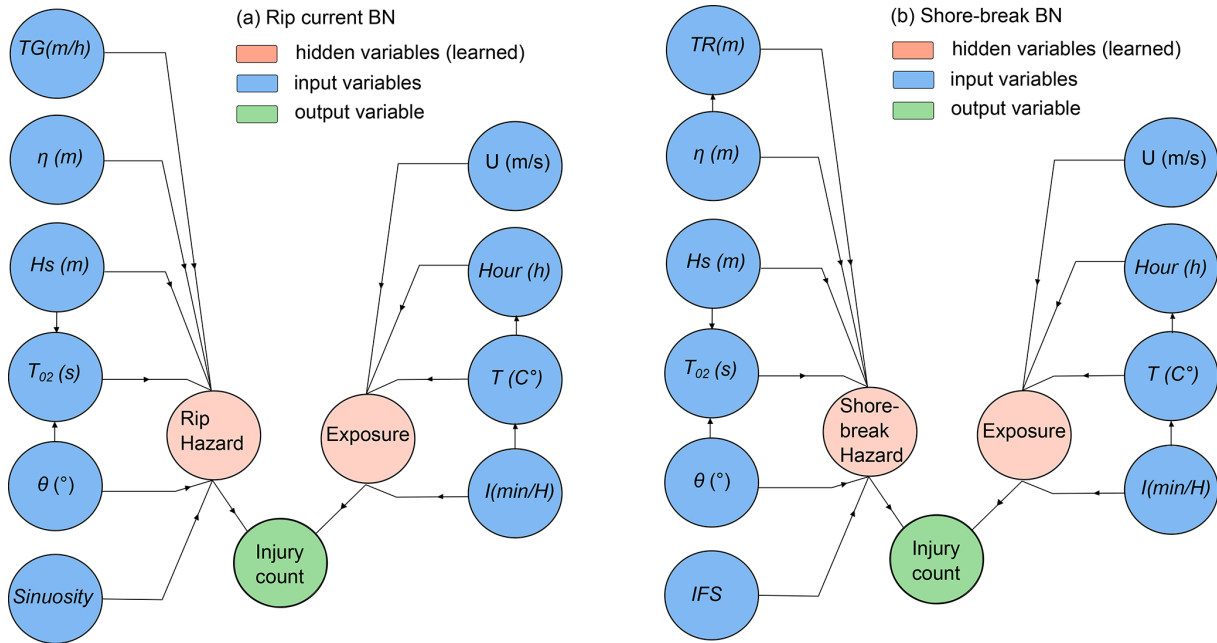 (a) Rip current BN
hidden variables (learned)
input variables
output variable
TG(m/h)
η (m)
Hs (m)
T02 (s)
θ (°)
Sinuosity
Rip
Hazard
U (m/s)
Hour (h)
T (C°)
I(min/H)
Exposure
Injury
count
(b) Shore-break BN
hidden variables (learned)
input variables
output variable
TR(m)
η (m)
Hs (m)
T02 (s)
θ (°)
IFS
Shore-
break
Hazard
U (m/s)
Hour (h)
T (C°)
I(min/H)
Exposure
Injury
count